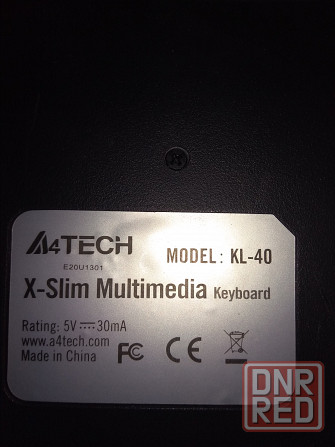 A4TECH
MODEL: KL-40
E20U1301
X-Slim Multimedia Keyboard
Rating: 5V⎓30mA
www.a4tech.com
Made in China
FC CE
DNR
RED